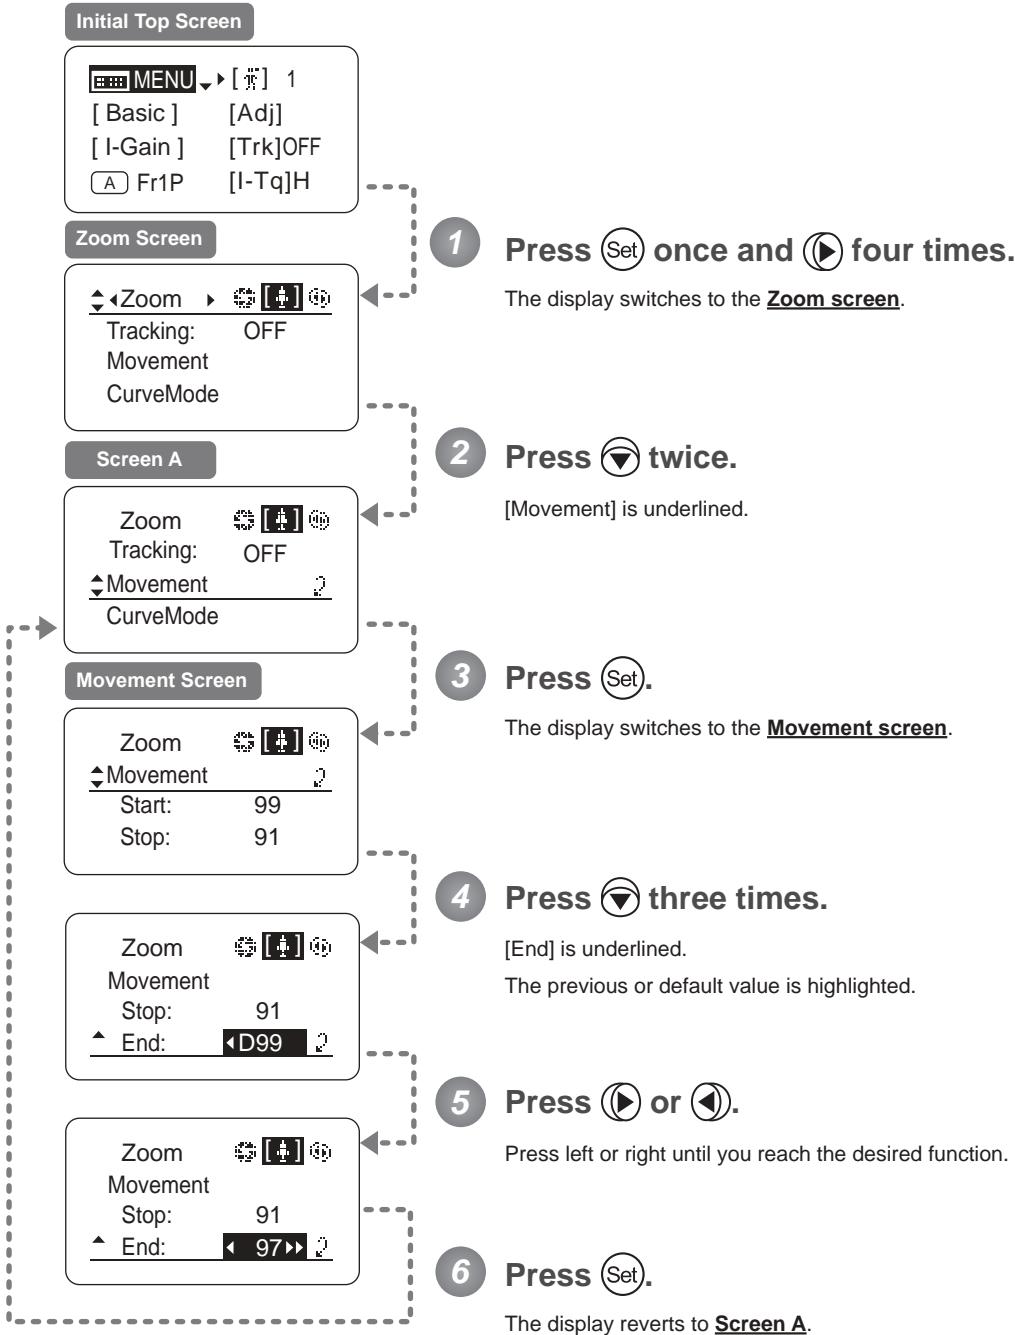 Initial Top Screen
MENU [ ] 1
[ Basic ] [Adj]
[ I-Gain ] [Trk]OFF
A Fr1P [I-Tq]H
Zoom Screen
Zoom [ ]
Tracking: OFF
Movement
CurveMode
1 Press Set once and four times.
The display switches to the Zoom screen.
Screen A
Zoom [ ]
Tracking: OFF
Movement
CurveMode
2 Press twice.
[Movement] is underlined.
Movement Screen
Zoom [ ]
Movement
Start: 99
Stop: 91
3 Press Set.
The display switches to the Movement screen.
Zoom [ ]
Movement
Stop: 91
End: D99
4 Press three times.
[End] is underlined.
The previous or default value is highlighted.
Zoom [ ]
Movement
Stop: 91
End: 97
5 Press or .
Press left or right until you reach the desired function.
6 Press Set.
The display reverts to Screen A.